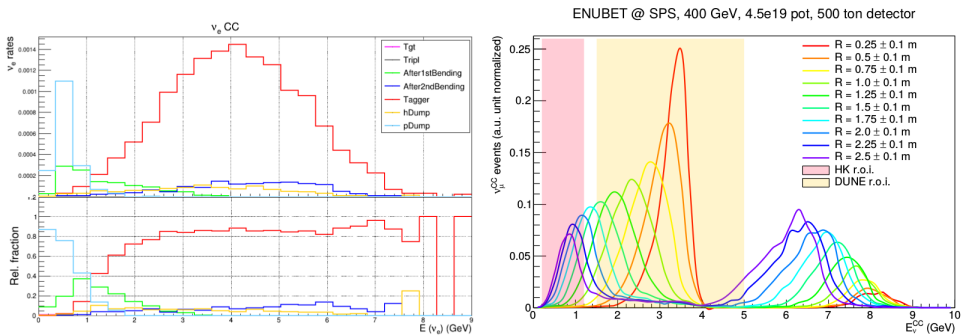 ν_e CC
ν_e rates
0.0014
0.0012
0.001
0.0008
0.0006
0.0004
0.0002
Tgt
Tripl
After1stBending
After2ndBending
Tagger
hDump
pDump
Rel. fraction
1
0.8
0.6
0.4
0.2
0
0 1 2 3 4 5 6 7 8 9
E (ν_e) (GeV)
ENUBET @ SPS, 400 GeV, 4.5e19 pot, 500 ton detector
ν_μ^CC events (a.u. unit normalized)
0.25
0.20
0.15
0.10
0.05
0.00
R = 0.25 ± 0.1 m
R = 0.5 ± 0.1 m
R = 0.75 ± 0.1 m
R = 1.0 ± 0.1 m
R = 1.25 ± 0.1 m
R = 1.5 ± 0.1 m
R = 1.75 ± 0.1 m
R = 2.0 ± 0.1 m
R = 2.25 ± 0.1 m
R = 2.5 ± 0.1 m
HK r.o.i.
DUNE r.o.i.
0 1 2 3 4 5 6 7 8 9 10
E_ν^CC (GeV)